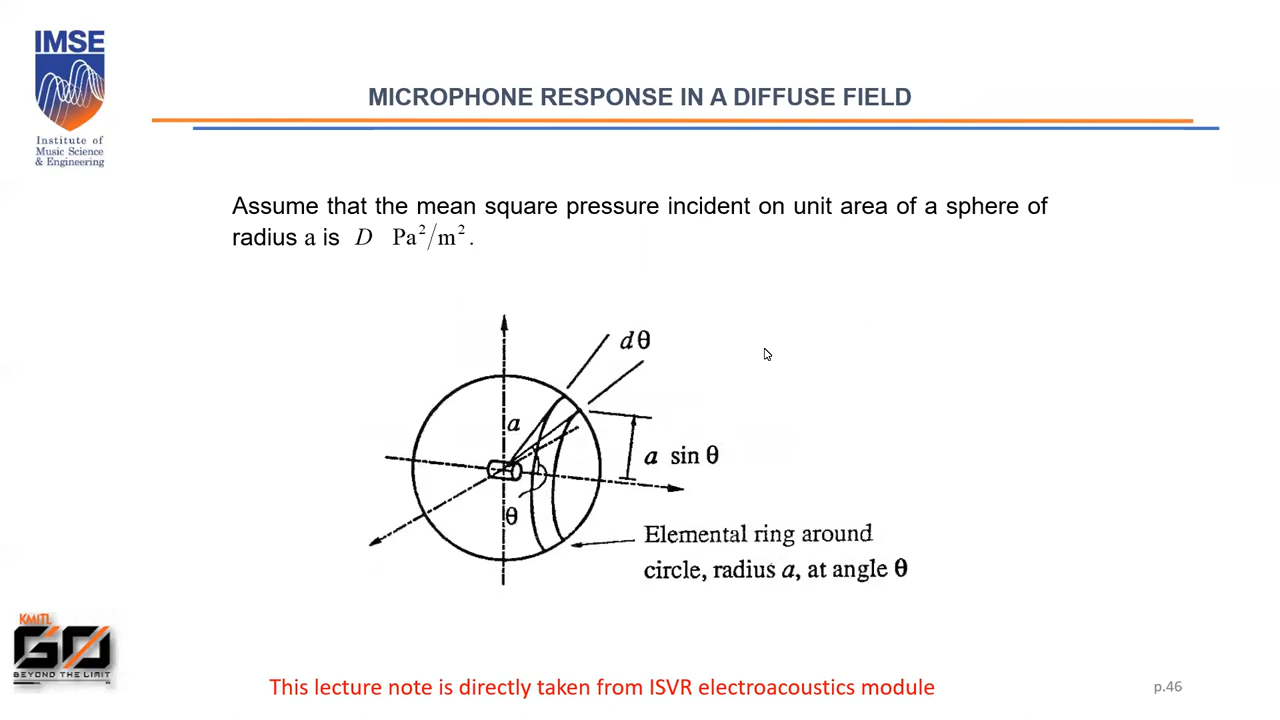 IMSE
Institute of
Music Science
& Engineering
MICROPHONE RESPONSE IN A DIFFUSE FIELD
Assume that the mean square pressure incident on unit area of a sphere of
radius a is D Pa²/m².
dθ
a
a sin θ
θ
Elemental ring around
circle, radius a, at angle θ
KMITL
GO
BEYOND THE LIMIT
This lecture note is directly taken from ISVR electroacoustics module
p.46